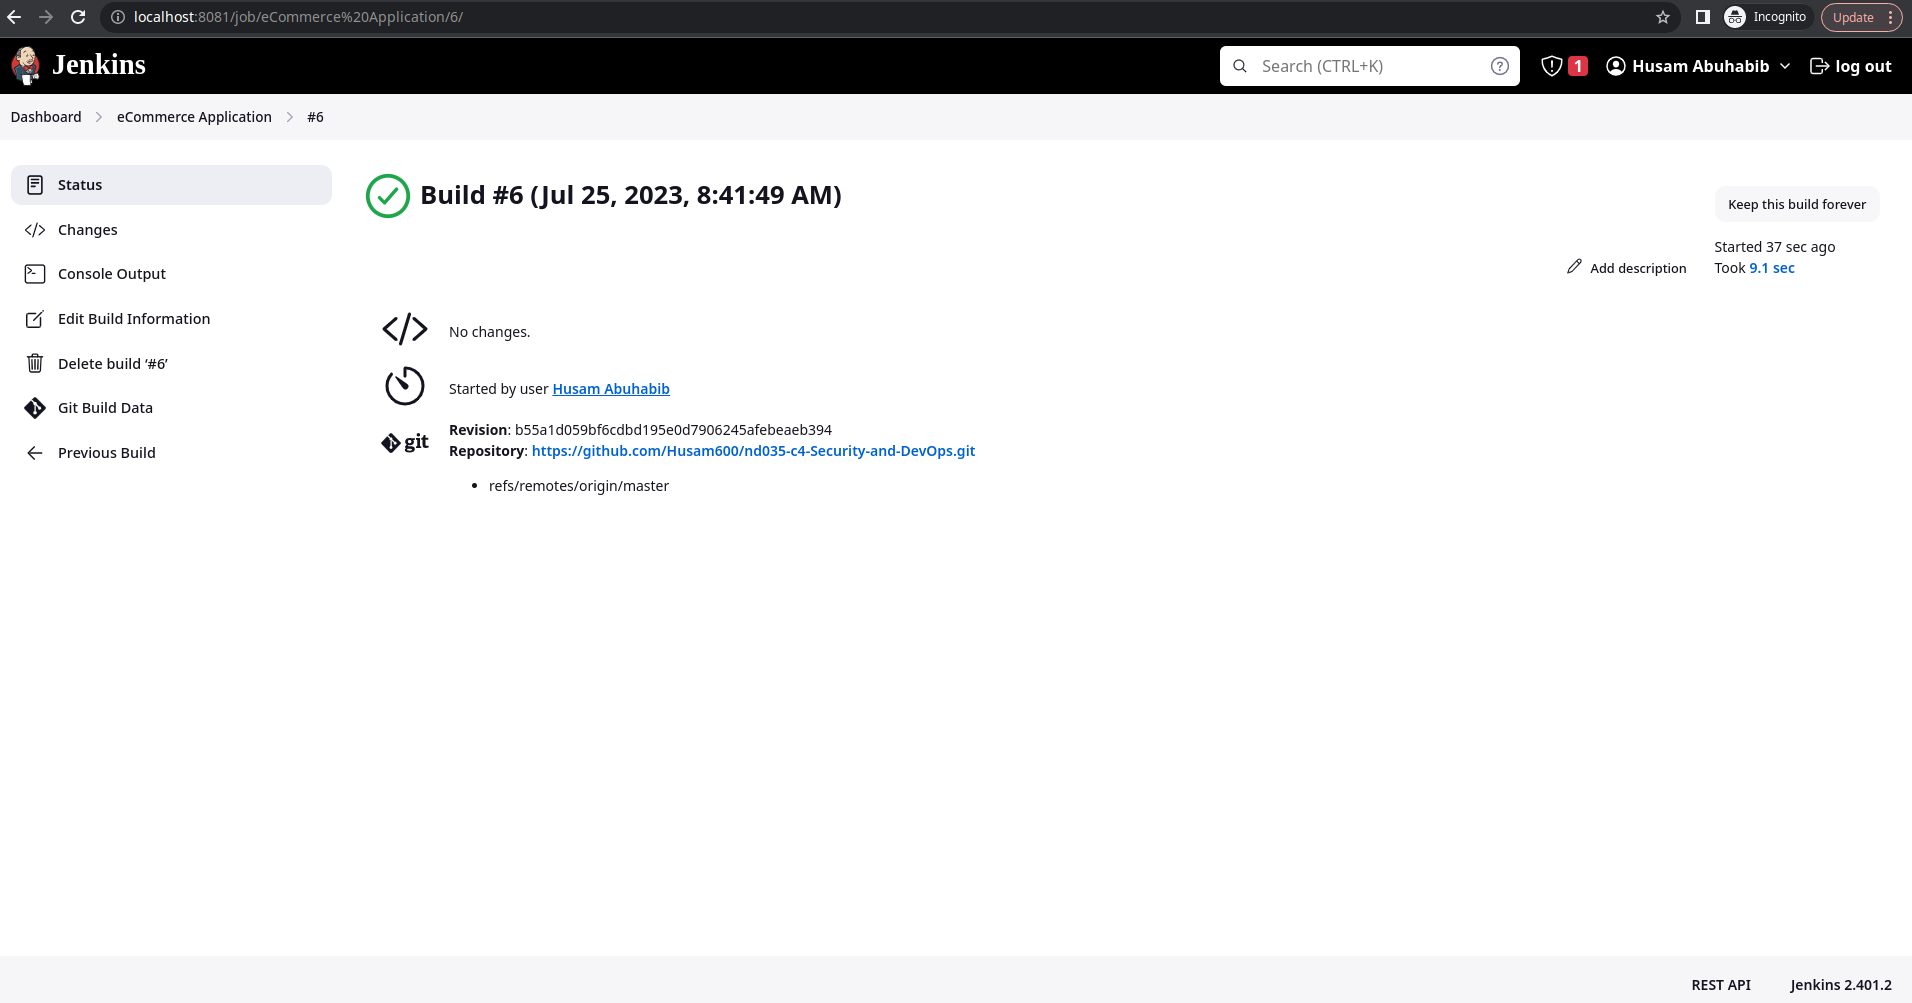 localhost:8081/job/eCommerce%20Application/6/
Incognito
Update
Jenkins
Search (CTRL+K)
1
Husam Abuhabib
log out
Dashboard
eCommerce Application
#6
Status
Changes
Console Output
Edit Build Information
Delete build ‘#6’
Git Build Data
Previous Build
Build #6 (Jul 25, 2023, 8:41:49 AM)
Keep this build forever
Started 37 sec ago
Took 9.1 sec
Add description
No changes.
Started by user Husam Abuhabib
git
Revision: b55a1d059bf6cdbd195e0d7906245afebeaeb394
Repository: https://github.com/Husam600/nd035-c4-Security-and-DevOps.git
• refs/remotes/origin/master
REST API
Jenkins 2.401.2